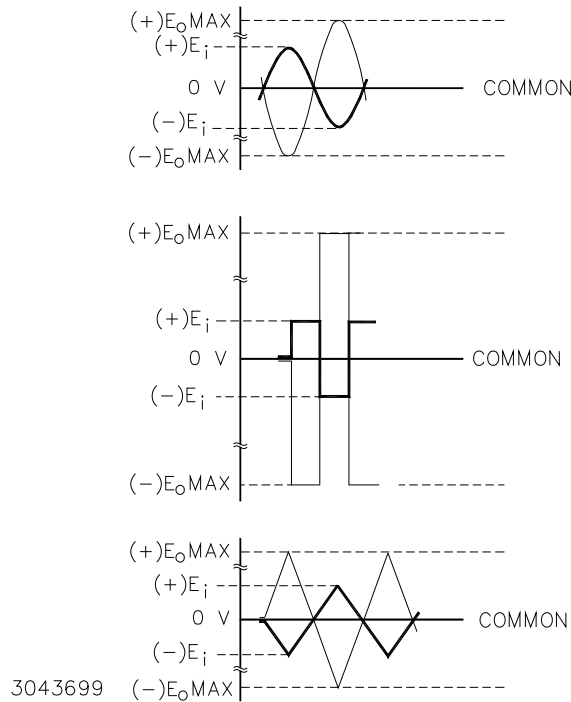 (+)EoMAX
(+)Ei
0 V COMMON
(−)Ei
(−)EoMAX
(+)EoMAX
(+)Ei
0 V COMMON
(−)Ei
(−)EoMAX
(+)EoMAX
(+)Ei
0 V COMMON
(−)Ei
3043699 (−)EoMAX